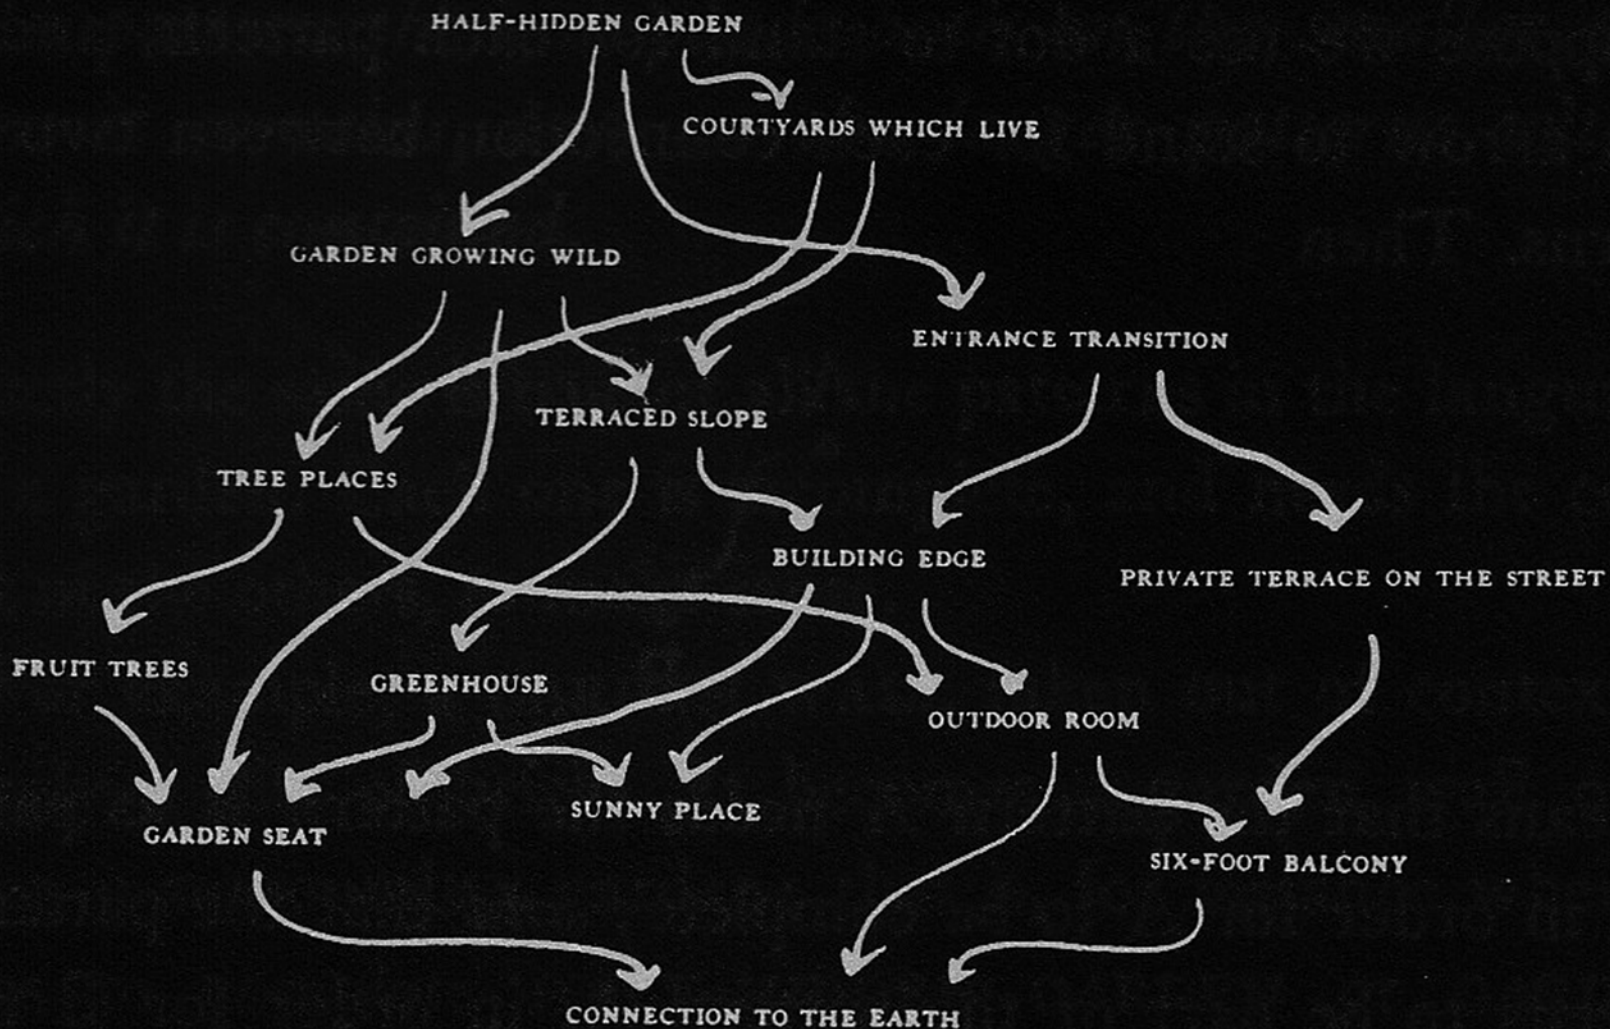 HALF-HIDDEN GARDEN
COURTYARDS WHICH LIVE
GARDEN GROWING WILD
ENTRANCE TRANSITION
TERRACED SLOPE
TREE PLACES
BUILDING EDGE
PRIVATE TERRACE ON THE STREET
FRUIT TREES
GREENHOUSE
OUTDOOR ROOM
SUNNY PLACE
GARDEN SEAT
SIX-FOOT BALCONY
CONNECTION TO THE EARTH